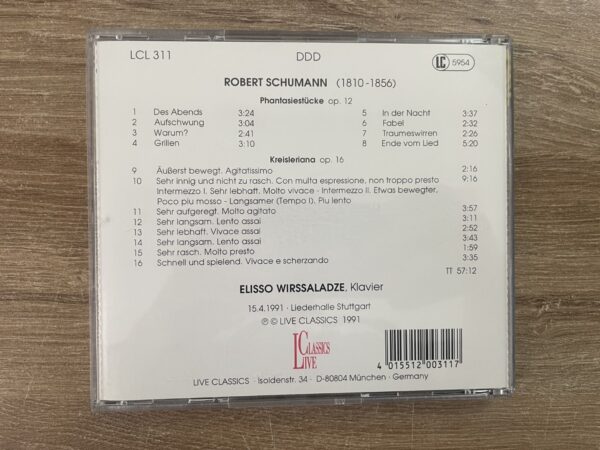 LCL 311 DDD LC 5954
ROBERT SCHUMANN (1810-1856)
Phantasiestücke op. 12
1 Des Abends 3:24 5 In der Nacht 3:37
2 Aufschwung 3:04 6 Fabel 2:32
3 Warum? 2:41 7 Traumeswirren 2:26
4 Grillen 3:10 8 Ende vom Lied 5:20
Kreisleriana op. 16
9 Äußerst bewegt. Agitatissimo 2:16
10 Sehr innig und nicht zu rasch. Con multa espressione, non troppo presto 9:16
Intermezzo I. Sehr lebhaft. Molto vivace - Intermezzo II. Etwas bewegter.
Poco piu mosso - Langsamer (Tempo I). Piu lento
11 Sehr aufgeregt. Molto agitato 3:57
12 Sehr langsam. Lento assai 3:11
13 Sehr lebhaft. Vivace assai 2:52
14 Sehr langsam. Lento assai 3:43
15 Sehr rasch. Molto presto 1:59
16 Schnell und spielend. Vivace e scherzando 3:35
TT 57:12
ELISSO WIRSSALADZE, Klavier
15.4.1991 · Liederhalle Stuttgart
℗ © LIVE CLASSICS 1991
LIVE CLASSICS
4 015512 003117
LIVE CLASSICS · Isoldenstr. 34 · D-80804 München · Germany